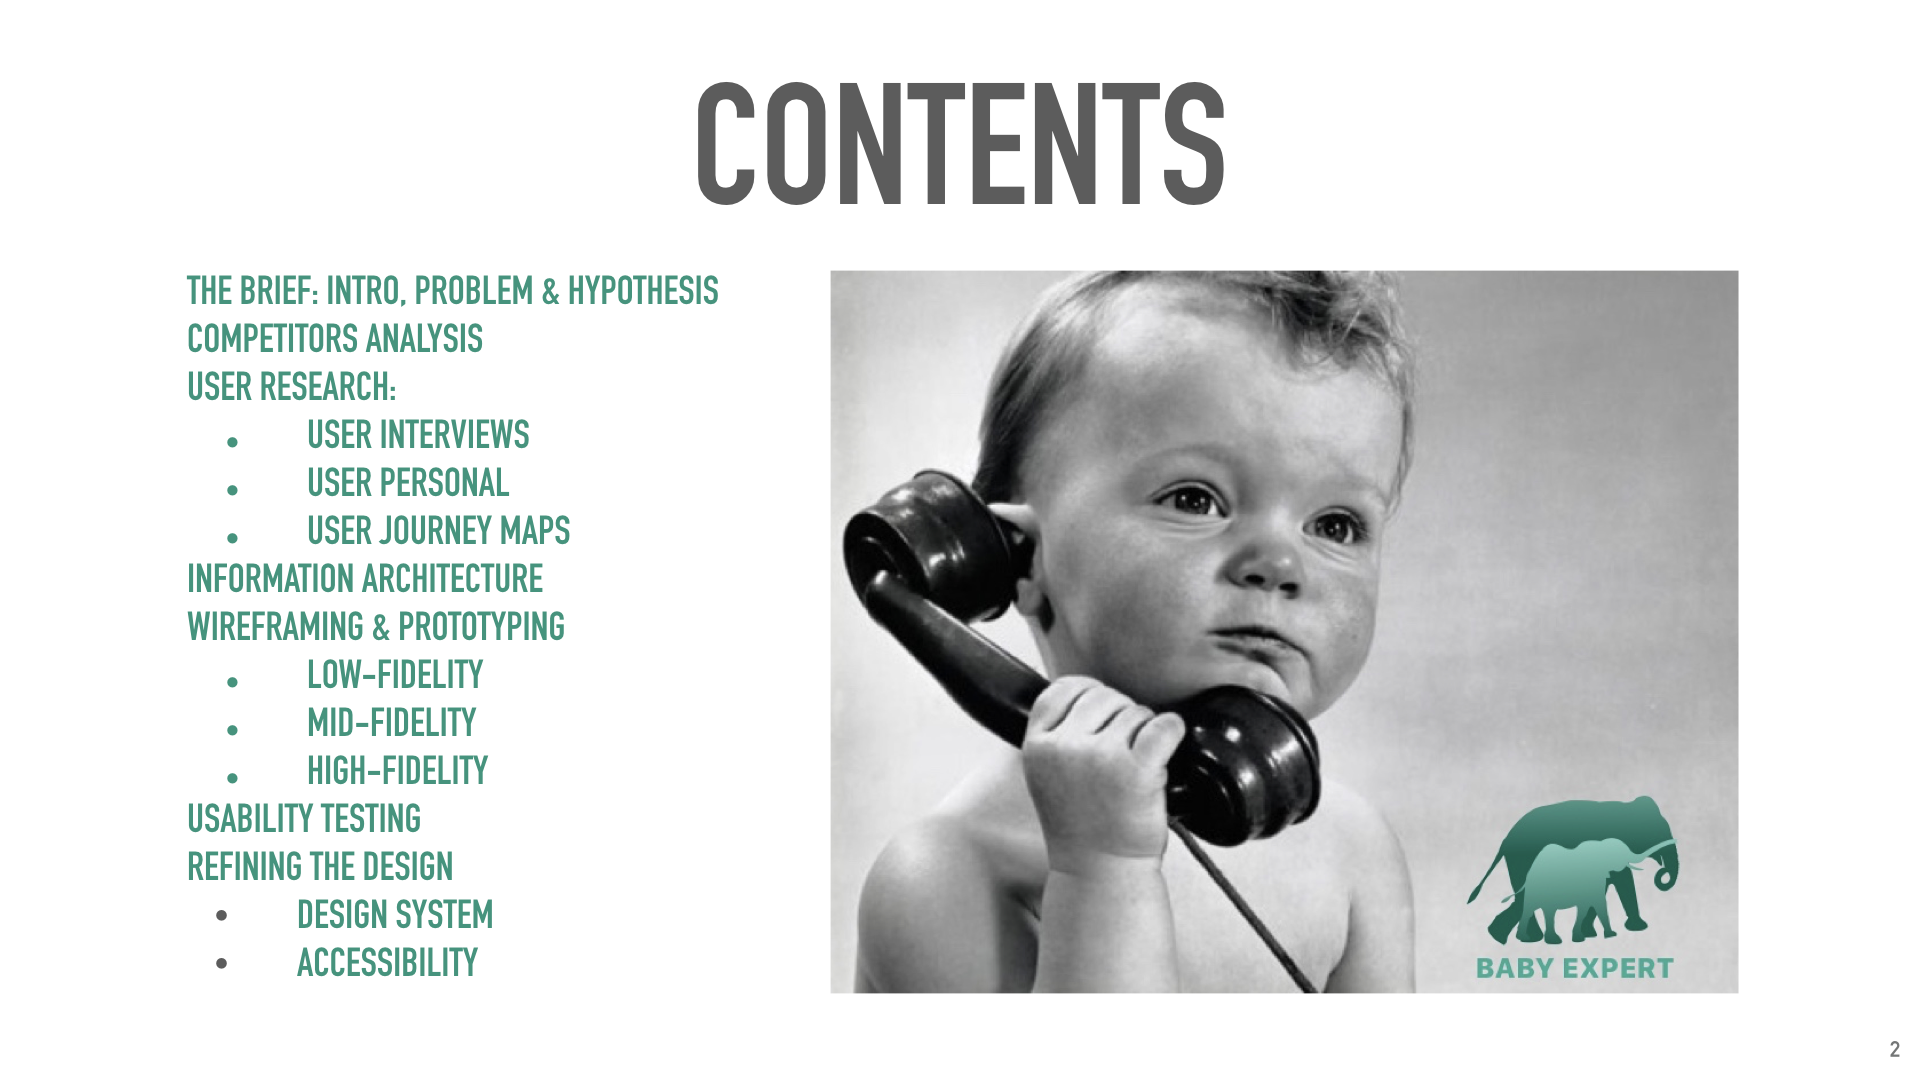 CONTENTS
THE BRIEF: INTRO, PROBLEM & HYPOTHESIS
COMPETITORS ANALYSIS
USER RESEARCH:
• USER INTERVIEWS
• USER PERSONAL
• USER JOURNEY MAPS
INFORMATION ARCHITECTURE
WIREFRAMING & PROTOTYPING
• LOW-FIDELITY
• MID-FIDELITY
• HIGH-FIDELITY
USABILITY TESTING
REFINING THE DESIGN
• DESIGN SYSTEM
• ACCESSIBILITY
BABY EXPERT
2